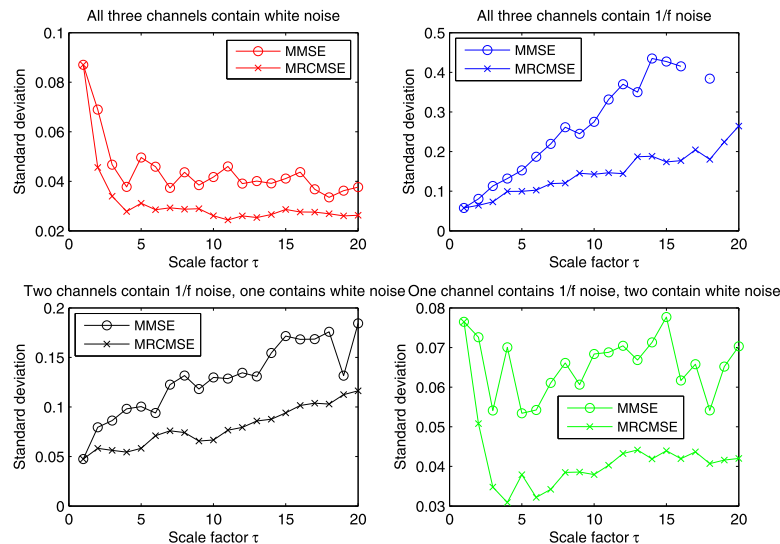 All three channels contain white noise
0.1
0.08
0.06
0.04
0.02
Standard deviation
MMSE
MRCMSE
0 5 10 15 20
Scale factor τ
All three channels contain 1/f noise
0.5
0.4
0.3
0.2
0.1
0
Standard deviation
MMSE
MRCMSE
0 5 10 15 20
Scale factor τ
Two channels contain 1/f noise, one contains white noise
0.2
0.15
0.1
0.05
0
Standard deviation
MMSE
MRCMSE
0 5 10 15 20
Scale factor τ
One channel contains 1/f noise, two contain white noise
0.08
0.07
0.06
0.05
0.04
0.03
Standard deviation
MMSE
MRCMSE
0 5 10 15 20
Scale factor τ